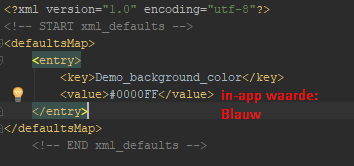 <?xml version="1.0" encoding="utf-8"?>
<!-- START xml_defaults -->
<defaultsMap>
<entry>
<key>Demo_background_color</key>
<value>#0000FF</value> in-app waarde:
Blauw
</entry>
</defaultsMap>
<!-- END xml_defaults -->